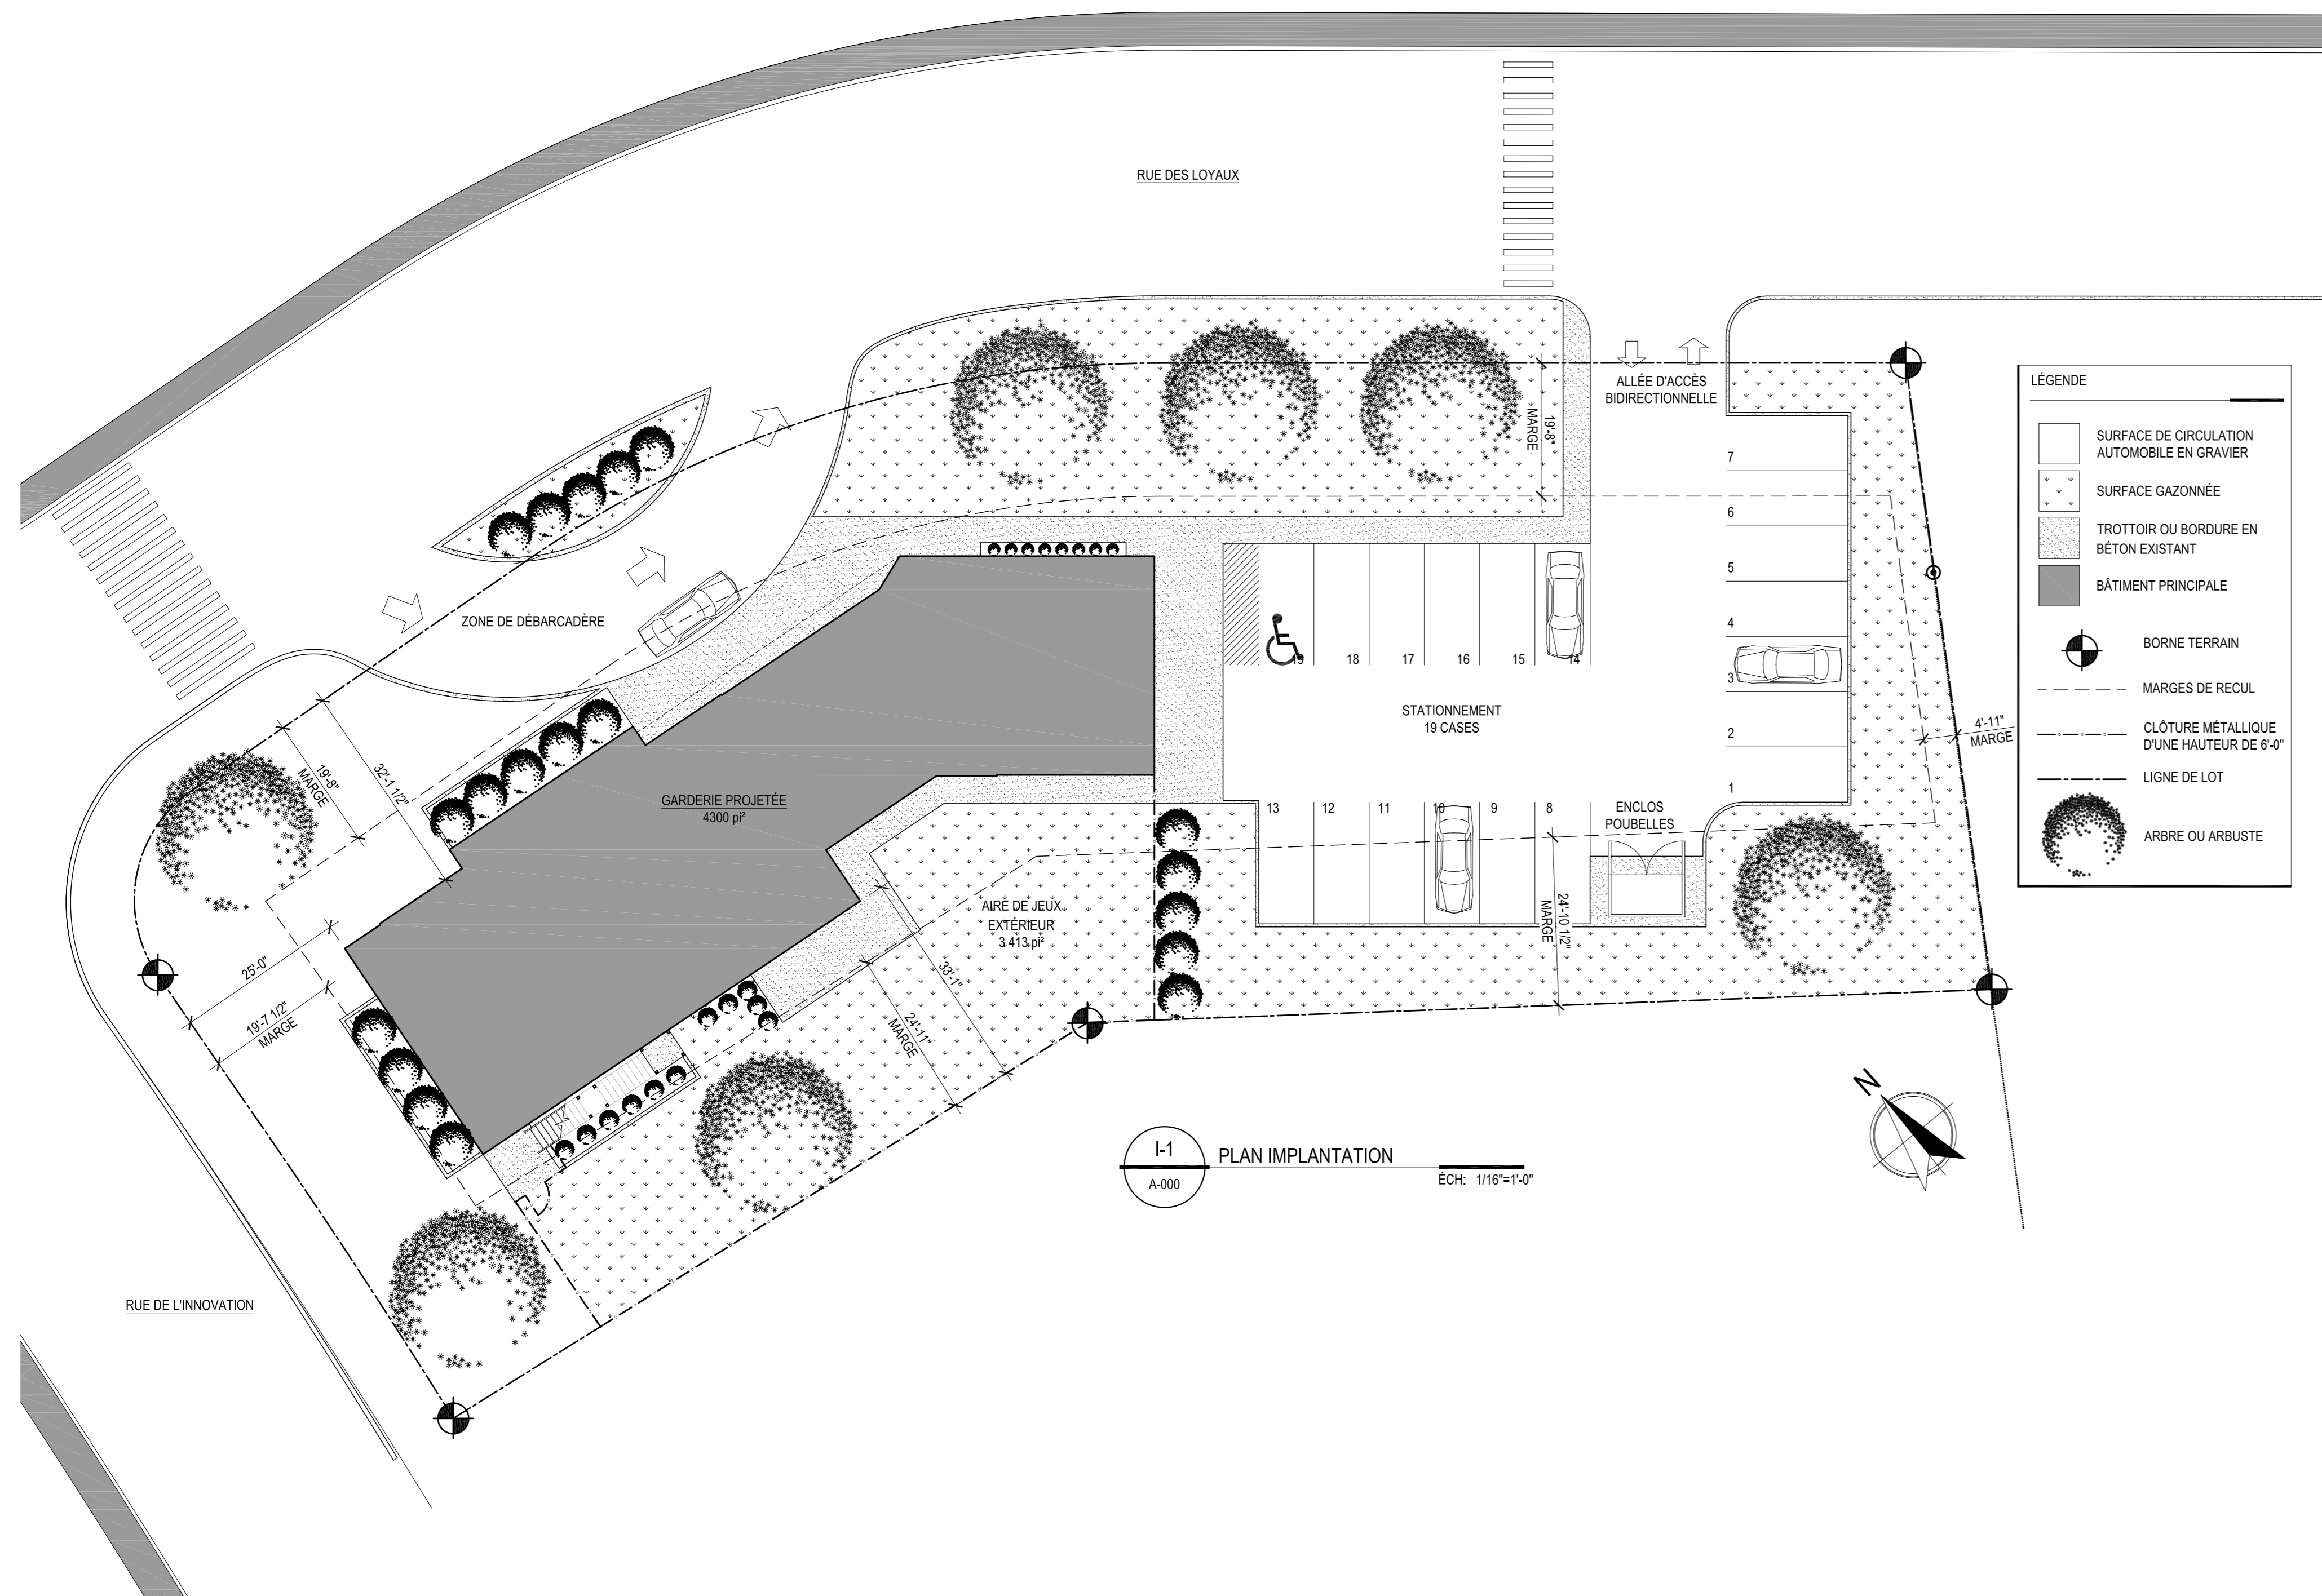 RUE DES LOYAUX
ALLÉE D'ACCÈS
BIDIRECTIONNELLE
19'-8"
MARGE
7
6
5
4
3
2
1
ZONE DE DÉBARCADÈRE
19
18
17
16
15
14
STATIONNEMENT
19 CASES
13
12
11
10
9
8
ENCLOS
POUBELLES
4'-11"
MARGE
19'-8"
MARGE
32'-1 1/2"
GARDERIE PROJETÉE
4300 pi²
AIRE DE JEUX
EXTÉRIEUR
3 413 pi²
24'-10 1/2"
MARGE
25'-0"
19'-7 1/2"
MARGE
33'-1"
24'-11"
MARGE
RUE DE L'INNOVATION
I-1
A-000
PLAN IMPLANTATION
ÉCH: 1/16"=1'-0"
N
LÉGENDE
SURFACE DE CIRCULATION
AUTOMOBILE EN GRAVIER
SURFACE GAZONNÉE
TROTTOIR OU BORDURE EN
BÉTON EXISTANT
BÂTIMENT PRINCIPALE
BORNE TERRAIN
MARGES DE RECUL
CLÔTURE MÉTALLIQUE
D'UNE HAUTEUR DE 6'-0"
LIGNE DE LOT
ARBRE OU ARBUSTE